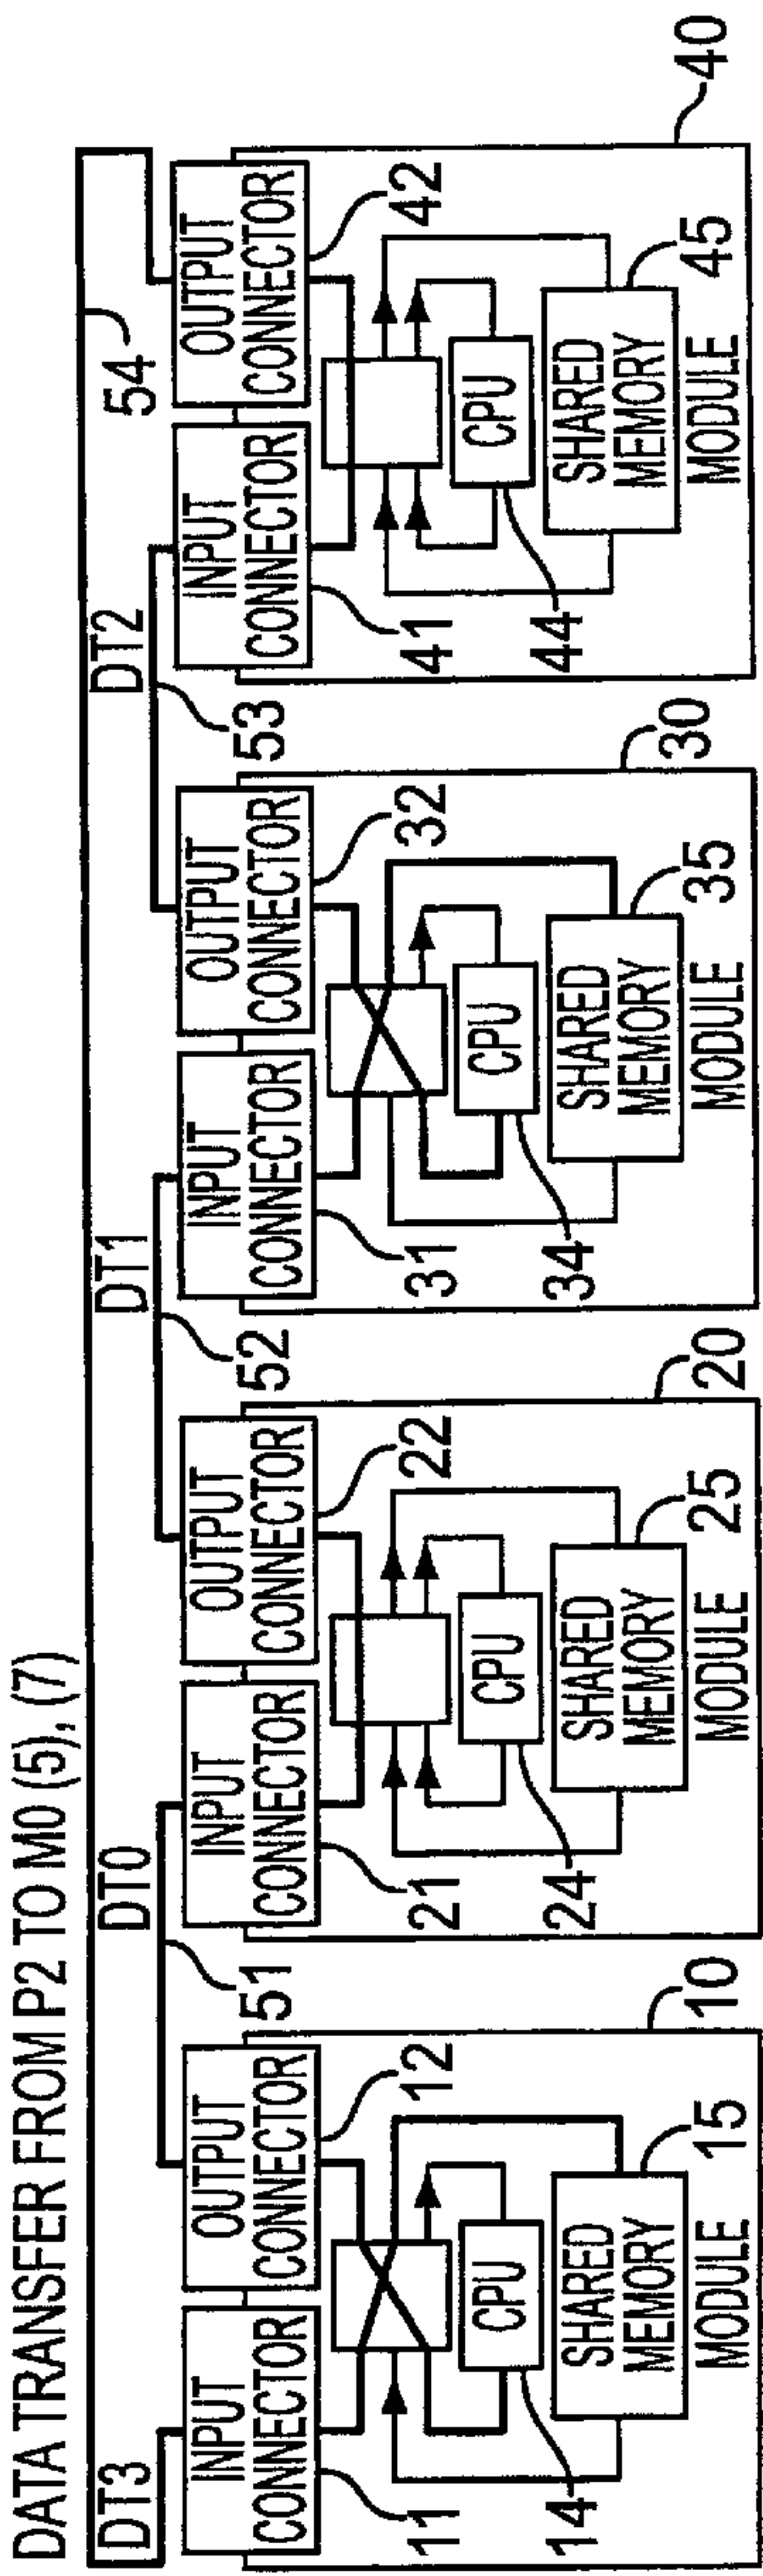 DATA TRANSFER FROM P2 TO M0 (5), (7)
DT3
DT0
DT1
DT2
54
51
52
53
INPUT
CONNECTOR
OUTPUT
CONNECTOR
11
12
CPU
14
SHARED
MEMORY
15
MODULE
10
INPUT
CONNECTOR
OUTPUT
CONNECTOR
21
22
CPU
24
SHARED
MEMORY
25
MODULE
20
INPUT
CONNECTOR
OUTPUT
CONNECTOR
31
32
CPU
34
SHARED
MEMORY
35
MODULE
30
INPUT
CONNECTOR
OUTPUT
CONNECTOR
41
42
CPU
44
SHARED
MEMORY
45
MODULE
40